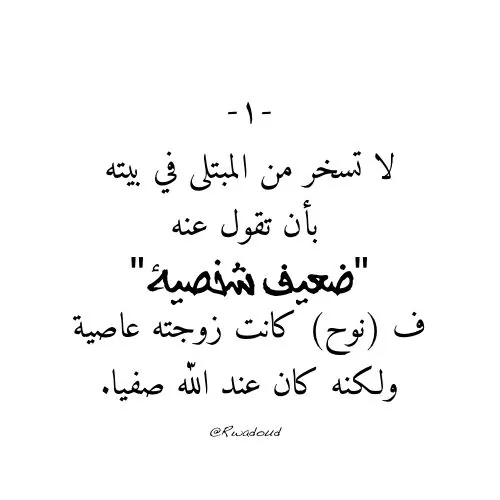 -١-
لا تسخر من المبتلى في بيته
بأن تقول عنه
"ضعيف شخصية"
ف (نوح) كانت زوجته عاصية
ولكنه كان عند الله صفيا.
@Rwadoud